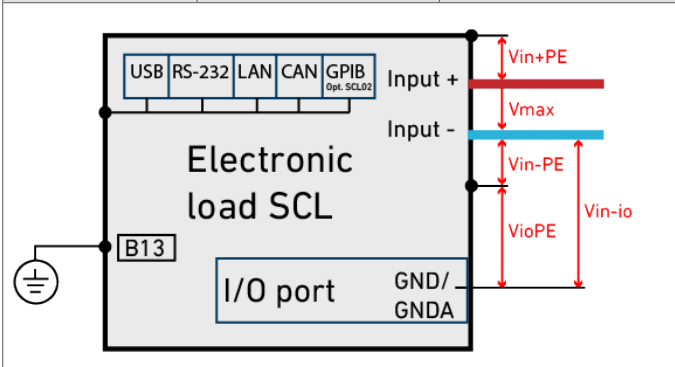 USB RS-232 LAN CAN GPIB
Opt. SCL02
Input +
Input -
Vin+PE
Vmax
Vin-PE
Electronic
load SCL
VioPE
Vin-io
B13
I/O port
GND/
GNDA